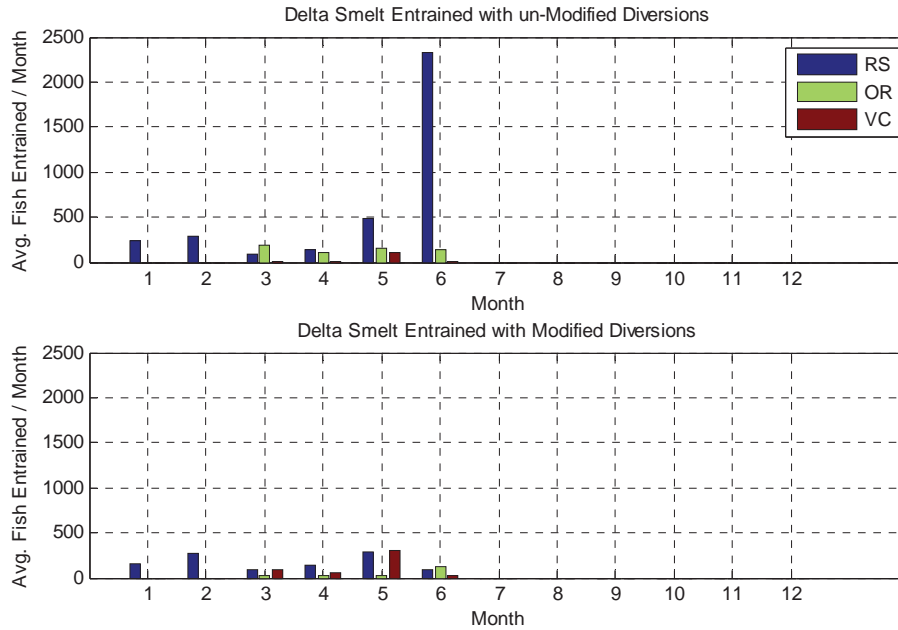 Delta Smelt Entrained with un-Modified Diversions
Avg. Fish Entrained / Month
2500
2000
1500
1000
500
0
RS
OR
VC
1 2 3 4 5 6 7 8 9 10 11 12
Month
Delta Smelt Entrained with Modified Diversions
Avg. Fish Entrained / Month
2500
2000
1500
1000
500
0
1 2 3 4 5 6 7 8 9 10 11 12
Month